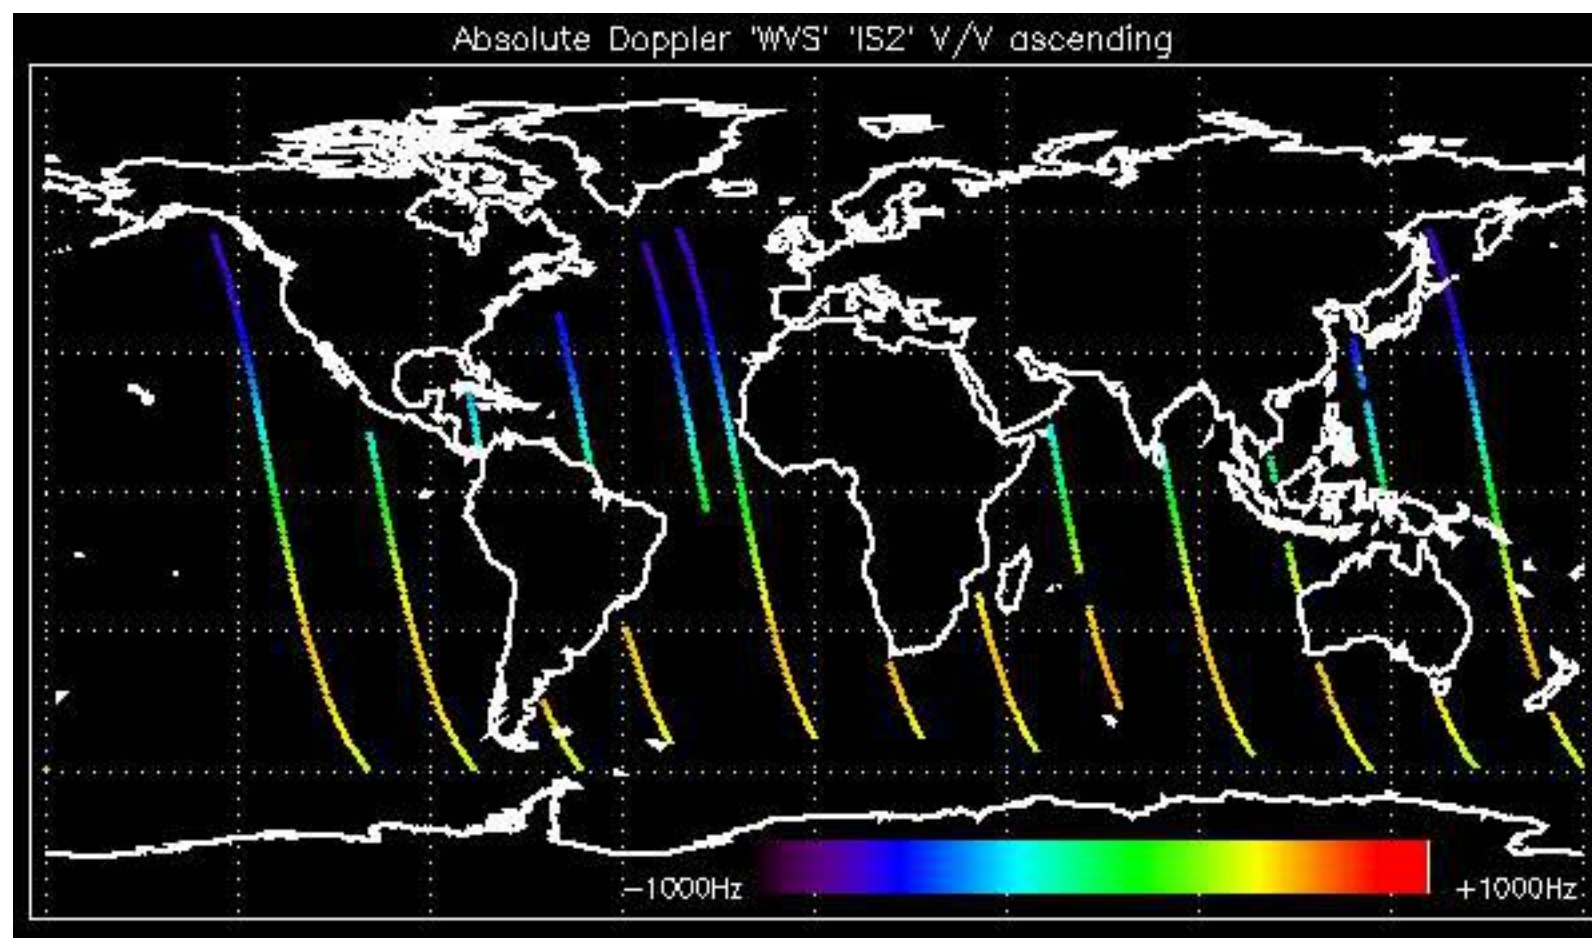 Absolute Doppler 'WVS' 'IS2' V/V ascending
−1000Hz
+1000Hz